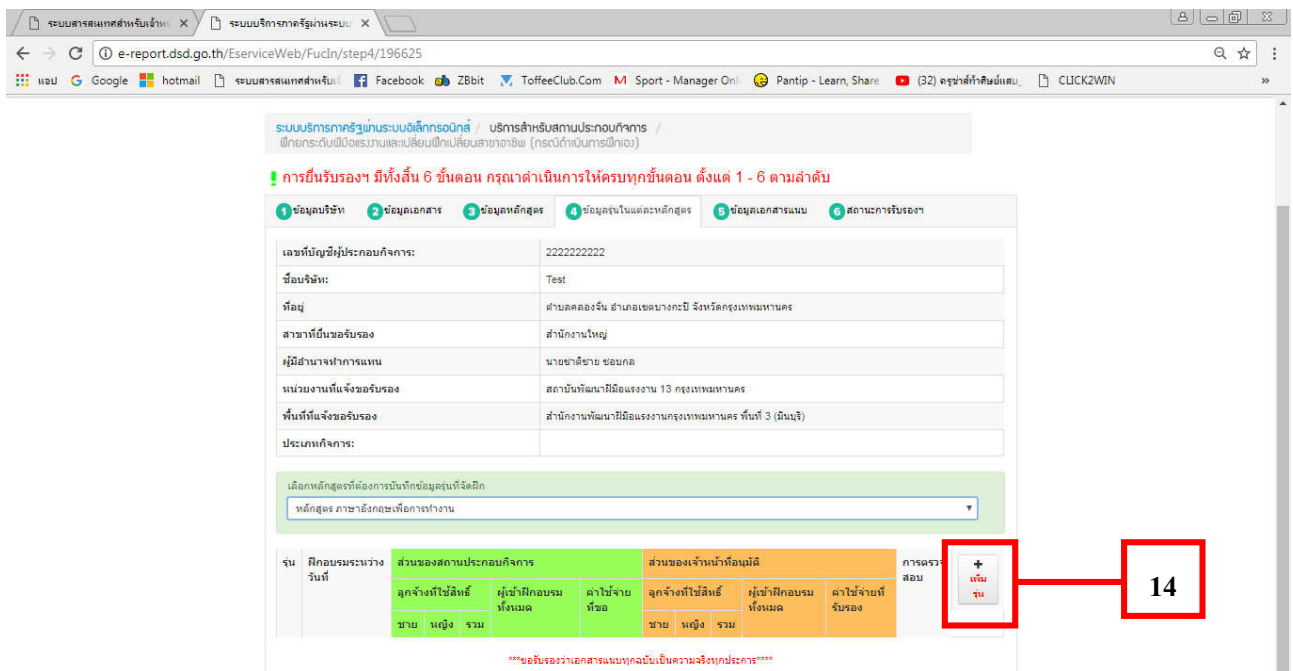 ระบบสารสนเทศสำหรับเจ้าหน้ ×
ระบบบริการภาครัฐผ่านระบบ ×
e-report.dsd.go.th/EserviceWeb/FucIn/step4/196625
แอป Google hotmail ระบบสารสนเทศสำหรับเ Facebook ZBbit ToffeeClub.Com Sport - Manager Onli Pantip - Learn, Share (32) CLICK2WIN »
ระบบบริการภาครัฐผ่านระบบอิเล็กทรอนิกส์ / บริการสำหรับสถานประกอบกิจการ /
ฝึกยกระดับฝีมือแรงงานและเปลี่ยนฝึกเปลี่ยนสาขาอาชีพ (กรณีดำเนินการฝึกเอง)
การยื่นรับรองฯ มีทั้งสิ้น 6 ขั้นตอน กรุณาดำเนินการให้ครบทุกขั้นตอน ตั้งแต่ 1 - 6 ตามลำดับ
1 ข้อมูลบริษัท 2 ข้อมูลเอกสาร 3 ข้อมูลหลักสูตร 4 ข้อมูลรุ่นในแต่ละหลักสูตร 5 ข้อมูลเอกสารแนบ 6 สถานะการรับรองฯ
เลขที่บัญชีผู้ประกอบกิจการ: 2222222222
ชื่อบริษัท: Test
ที่อยู่ ตำบลคลองจั่น อำเภอเขตบางกะปิ จังหวัดกรุงเทพมหานคร
สาขาที่ยื่นขอรับรอง สำนักงานใหญ่
ผู้มีอำนาจทำการแทน นายชาติชาย ชอบกล
หน่วยงานที่แจ้งขอรับรอง สถาบันพัฒนาฝีมือแรงงาน 13 กรุงเทพมหานคร
พื้นที่ที่แจ้งขอรับรอง สำนักงานพัฒนาฝีมือแรงงานกรุงเทพมหานคร พื้นที่ 3 (มีนบุรี)
ประเภทกิจการ:
เลือกหลักสูตรที่ต้องการบันทึกข้อมูลรุ่นที่จัดฝึก
หลักสูตร ภาษาอังกฤษเพื่อการทำงาน
รุ่น ฝึกอบรมระหว่าง ส่วนของสถานประกอบกิจการ ส่วนของเจ้าหน้าที่อนุมัติ การตรวจ +
วันที่ สอบ เพิ่ม
ลูกจ้างที่ใช้สิทธิ์ ผู้เข้าฝึกอบรม ค่าใช้จ่าย ลูกจ้างที่ใช้สิทธิ์ ผู้เข้าฝึกอบรม ค่าใช้จ่ายที่ รุ่น
ทั้งหมด ที่ขอ ทั้งหมด รับรอง
ชาย หญิง รวม ชาย หญิง รวม
14
***ขอรับรองว่าเอกสารแนบทุกฉบับเป็นความจริงทุกประการ****